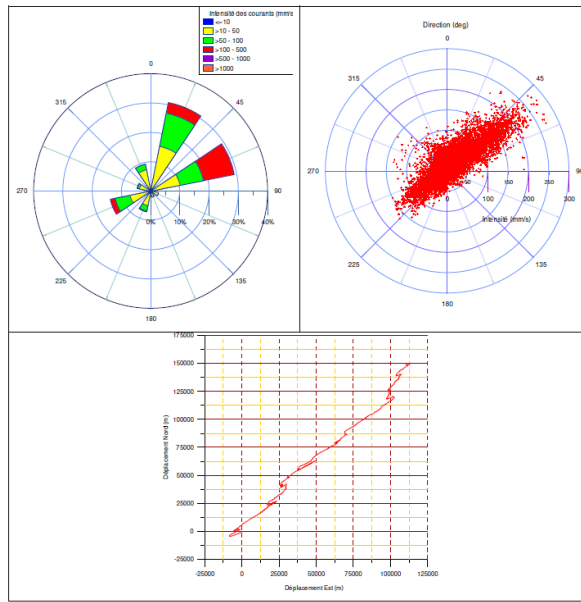 Intensité des courants (mm/s
<=10
>10 - 50
>50 - 100
>100 - 500
>500 - 1000
>1000
0
45
90
135
180
225
270
315
0% 10% 20% 30% 40%
Direction (deg)
0
45
90
135
180
225
270
315
0 50 100 150 200 250 300
Intensité (mm/s)
Déplacement Nord (m)
175000
150000
125000
100000
75000
50000
25000
0
-25000
-25000 0 25000 50000 75000 100000 125000
Déplacement Est (m)